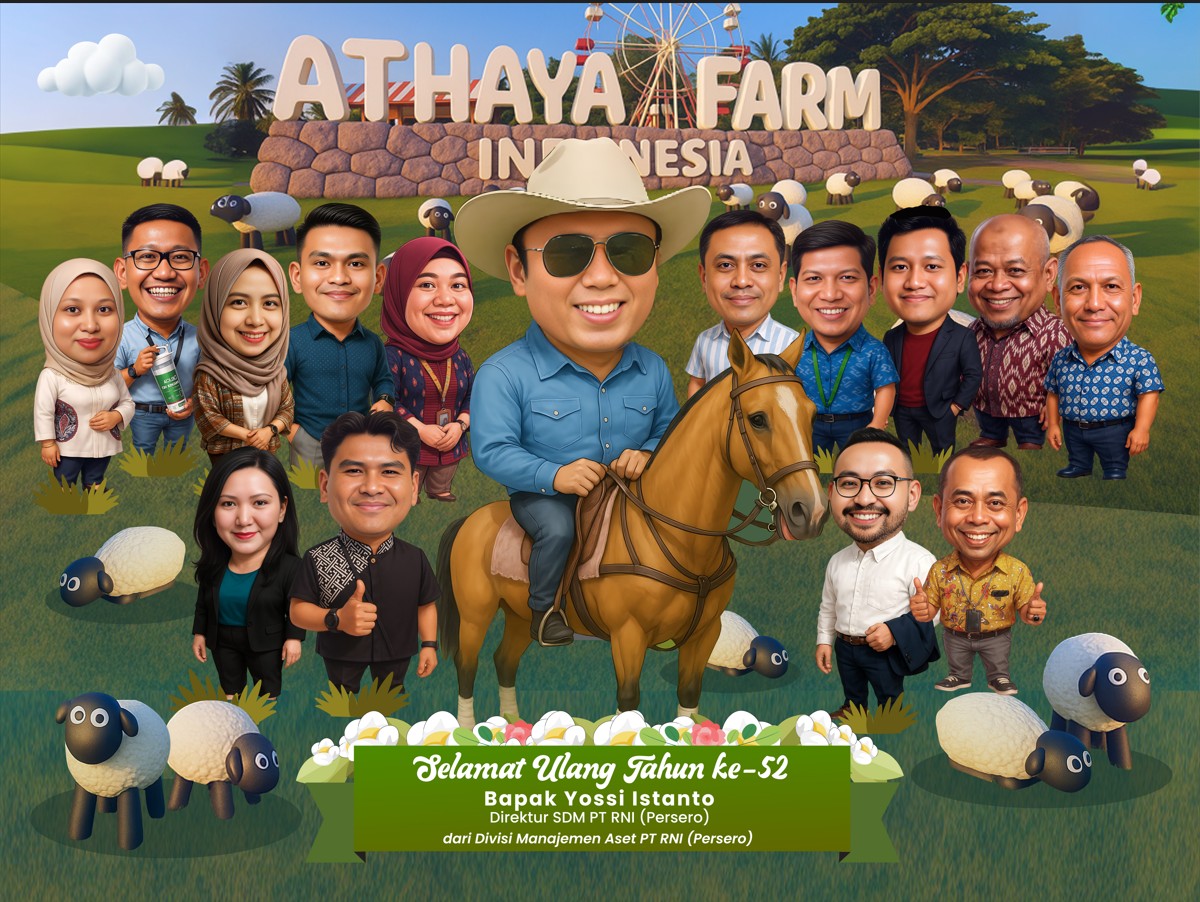 ATHAYA FARM
INDONESIA
Selamat Ulang Tahun ke-52
Bapak Yossi Istanto
Direktur SDM PT RNI (Persero)
dari Divisi Manajemen Aset PT RNI (Persero)